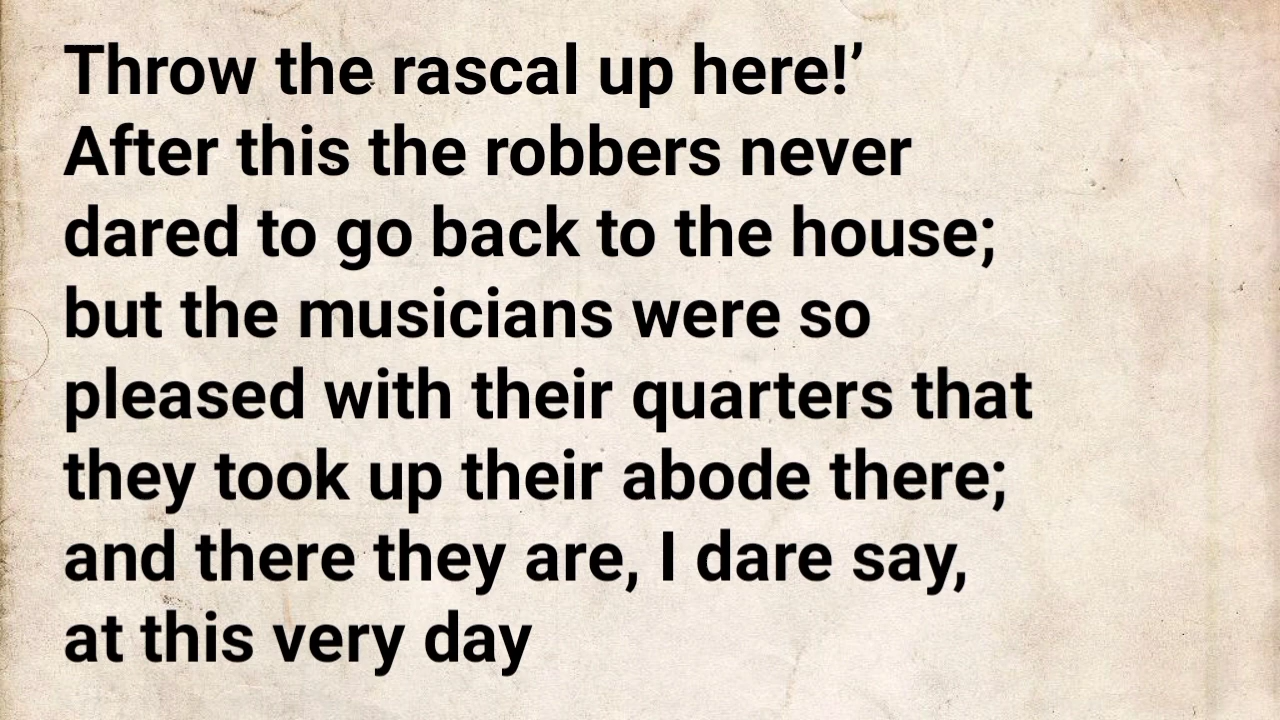 Throw the rascal up here!’
After this the robbers never
dared to go back to the house;
but the musicians were so
pleased with their quarters that
they took up their abode there;
and there they are, I dare say,
at this very day